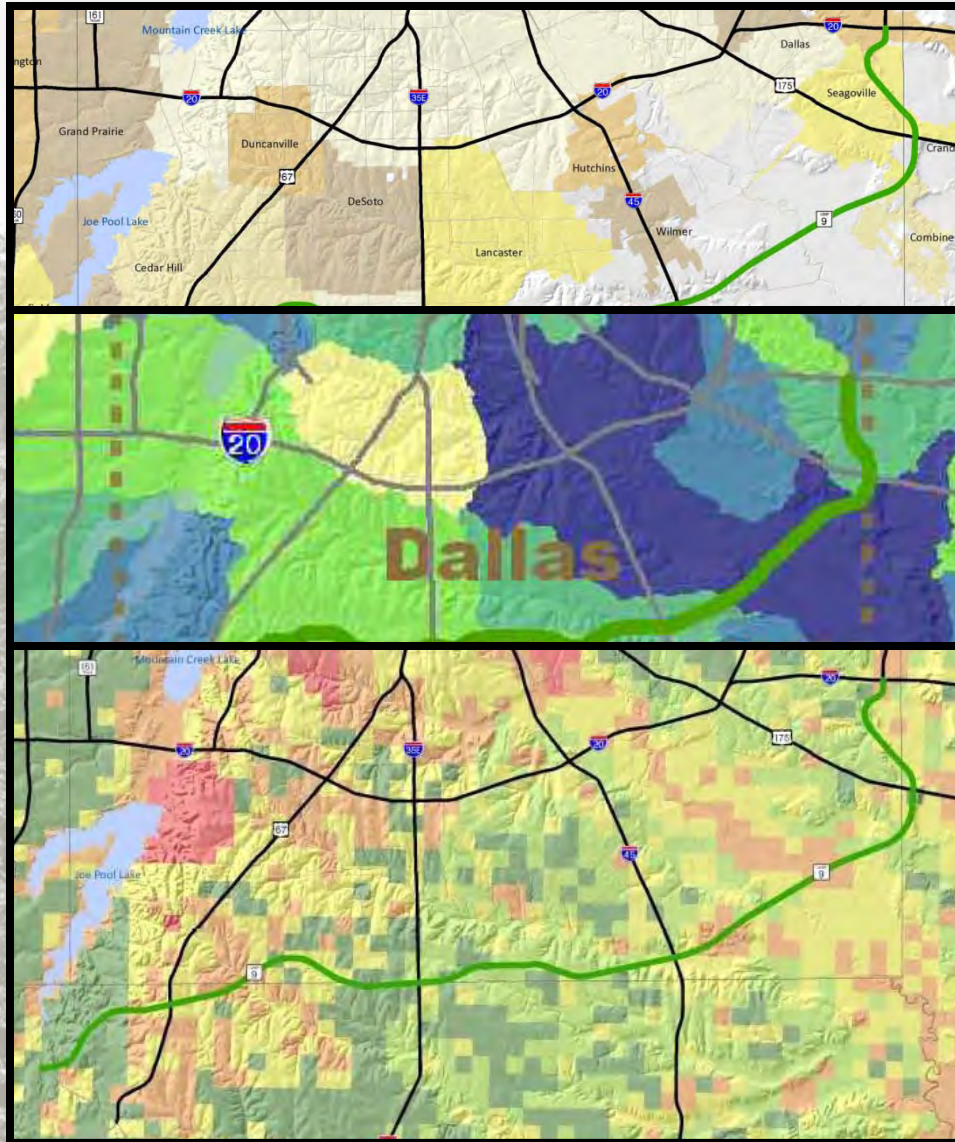 161
Mountain Creek Lake
20
Dallas
ngton
20
35E
20
175
Seagoville
Grand Prairie
Duncanville
Crand
67
Hutchins
DeSoto
45
60
Joe Pool Lake
9
Wilmer
Combine
Lancaster
Cedar Hill
20
Dallas
161
Mountain Creek Lake
20
20
35E
20
175
67
45
Joe Pool Lake
9
9